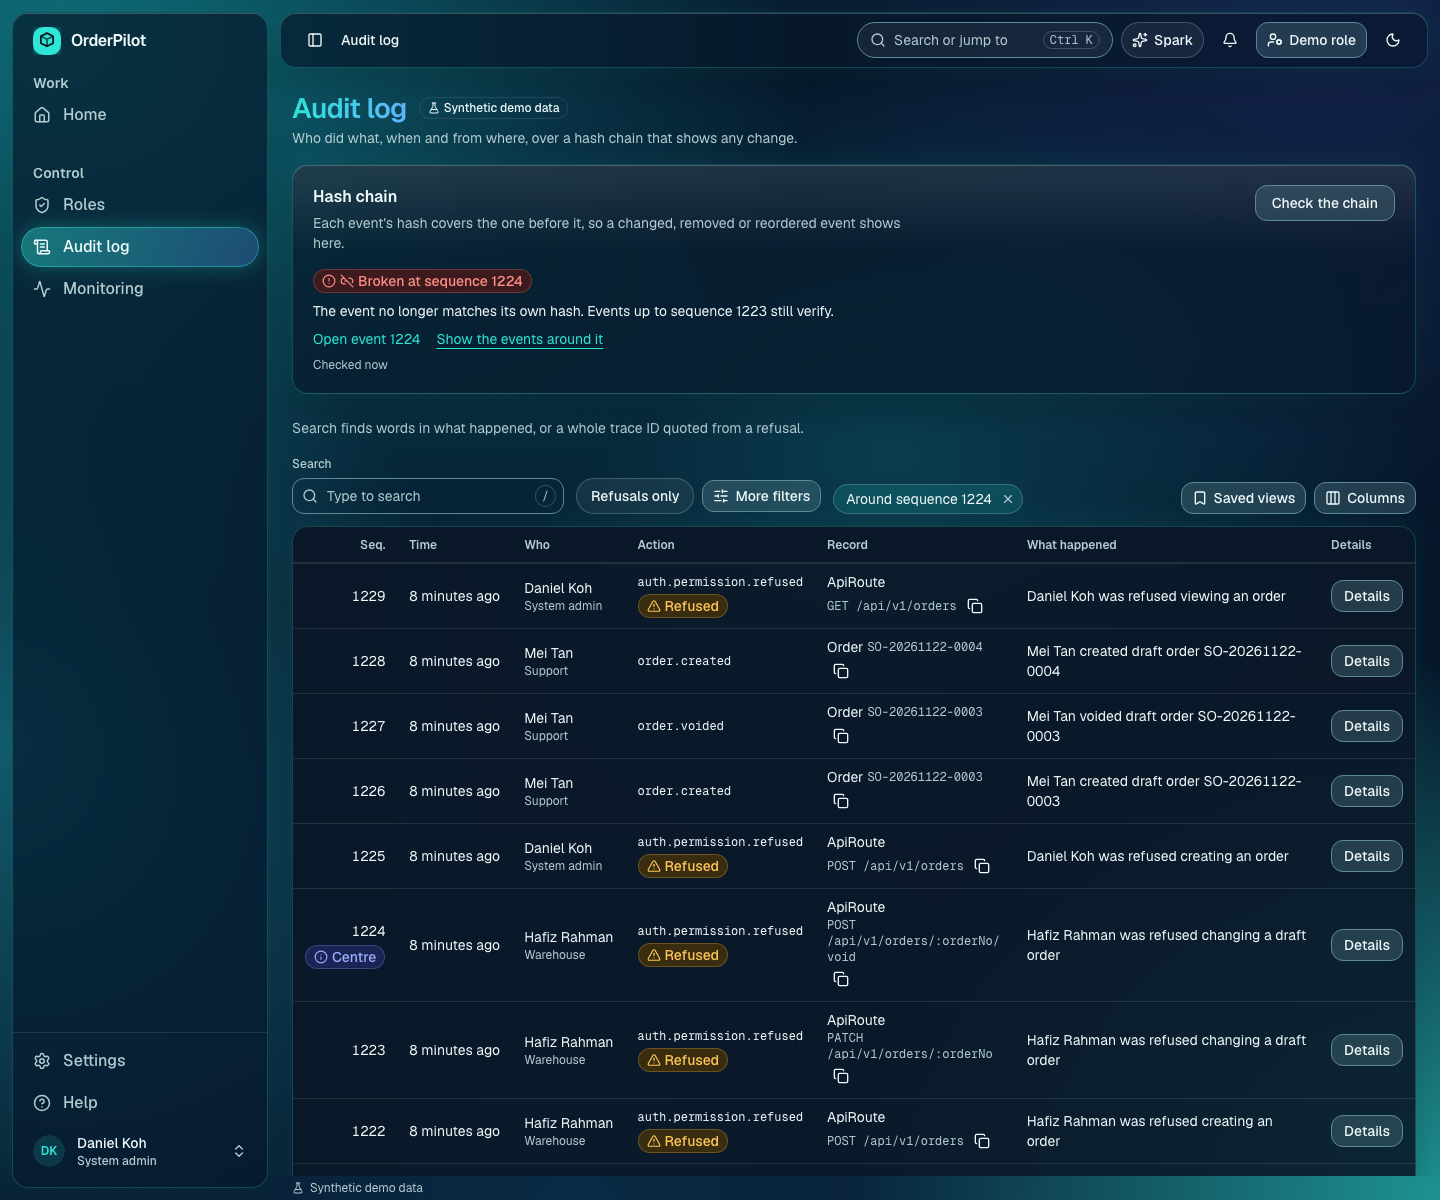 OrderPilot
Work
Home
Control
Roles
Audit log
Monitoring
Settings
Help
DK
Daniel Koh
System admin
Audit log
Search or jump to
Ctrl K
Spark
Demo role
Audit log
Synthetic demo data
Who did what, when and from where, over a hash chain that shows any change.
Hash chain
Check the chain
Each event's hash covers the one before it, so a changed, removed or reordered event shows
here.
Broken at sequence 1224
The event no longer matches its own hash. Events up to sequence 1223 still verify.
Open event 1224
Show the events around it
Checked now
Search finds words in what happened, or a whole trace ID quoted from a refusal.
Search
Type to search
/
Refusals only
More filters
Around sequence 1224
Saved views
Columns
Seq. Time Who Action Record What happened Details
1229 8 minutes ago
Daniel Koh
System admin
auth.permission.refused
Refused
ApiRoute
GET /api/v1/orders
Daniel Koh was refused viewing an order
Details
1228 8 minutes ago
Mei Tan
Support
order.created
Order SO-20261122-0004
Mei Tan created draft order SO-20261122-
0004
Details
1227 8 minutes ago
Mei Tan
Support
order.voided
Order SO-20261122-0003
Mei Tan voided draft order SO-20261122-
0003
Details
1226 8 minutes ago
Mei Tan
Support
order.created
Order SO-20261122-0003
Mei Tan created draft order SO-20261122-
0003
Details
1225 8 minutes ago
Daniel Koh
System admin
auth.permission.refused
Refused
ApiRoute
POST /api/v1/orders
Daniel Koh was refused creating an order
Details
1224
Centre
8 minutes ago
Hafiz Rahman
Warehouse
auth.permission.refused
Refused
ApiRoute
POST
/api/v1/orders/:orderNo/
void
Hafiz Rahman was refused changing a draft
order
Details
1223 8 minutes ago
Hafiz Rahman
Warehouse
auth.permission.refused
Refused
ApiRoute
PATCH
/api/v1/orders/:orderNo
Hafiz Rahman was refused changing a draft
order
Details
1222 8 minutes ago
Hafiz Rahman
Warehouse
auth.permission.refused
Refused
ApiRoute
POST /api/v1/orders
Hafiz Rahman was refused creating an
order
Details
Synthetic demo data